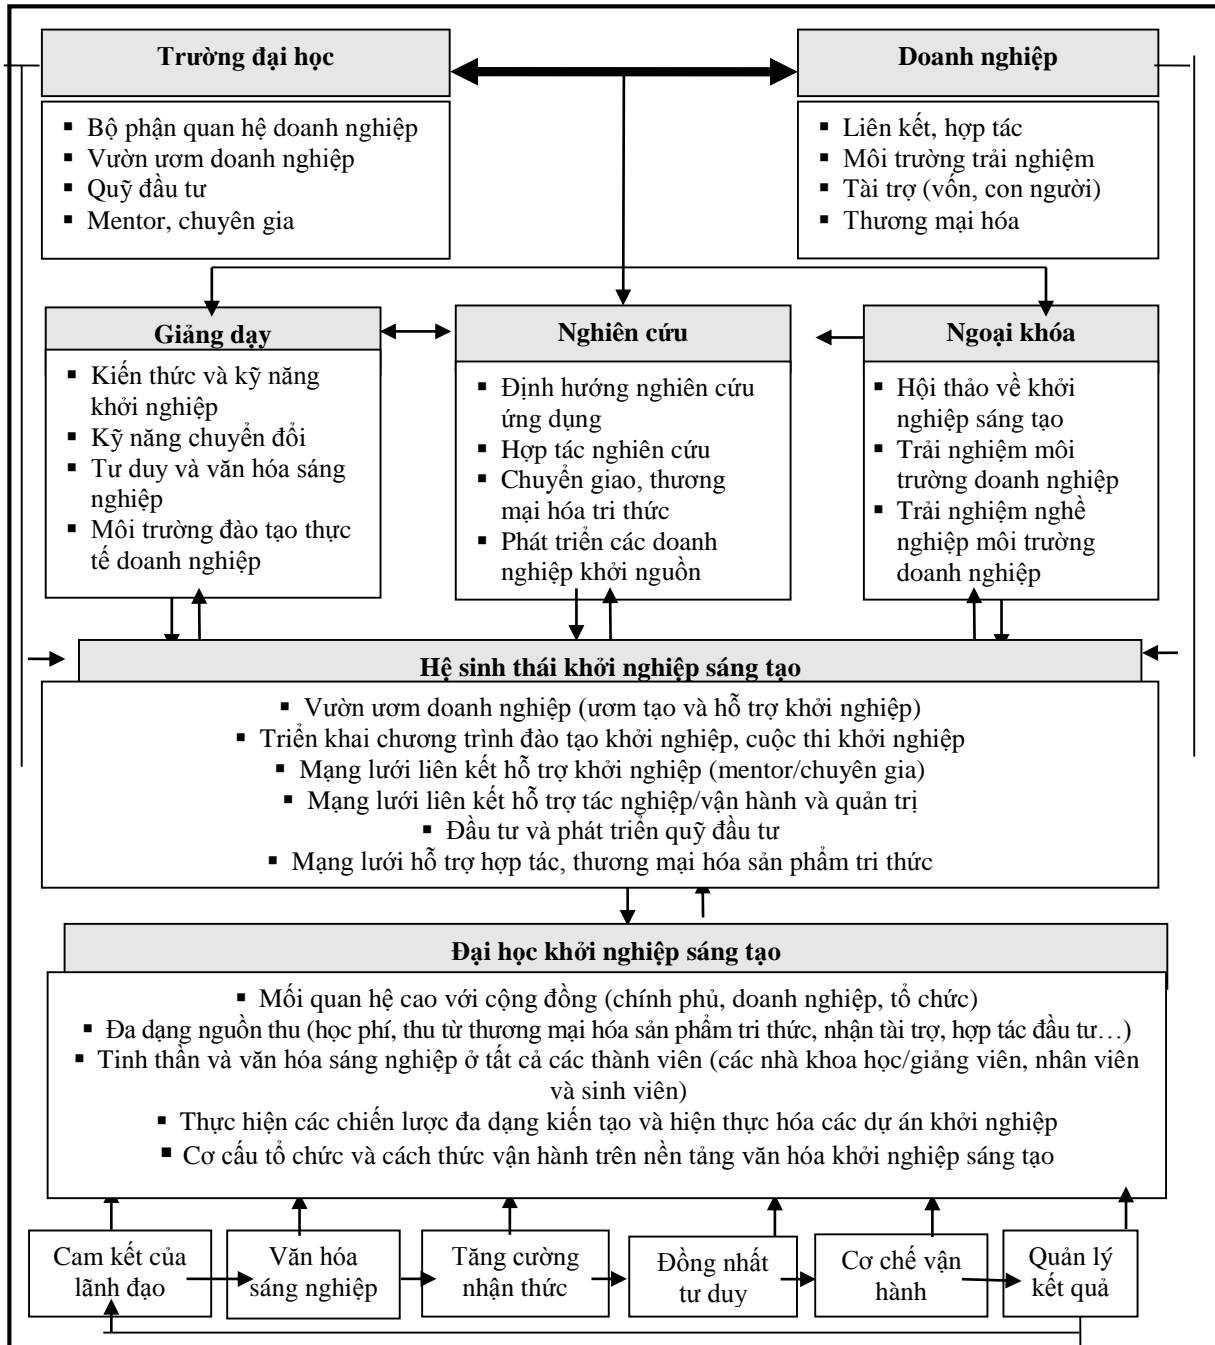 Trường đại học
▪ Bộ phận quan hệ doanh nghiệp
▪ Vườn ươm doanh nghiệp
▪ Quỹ đầu tư
▪ Mentor, chuyên gia
Doanh nghiệp
▪ Liên kết, hợp tác
▪ Môi trường trải nghiệm
▪ Tài trợ (vốn, con người)
▪ Thương mại hóa
Giảng dạy
▪ Kiến thức và kỹ năng
khởi nghiệp
▪ Kỹ năng chuyển đổi
▪ Tư duy và văn hóa sáng
nghiệp
▪ Môi trường đào tạo thực
tế doanh nghiệp
Nghiên cứu
▪ Định hướng nghiên cứu
ứng dụng
▪ Hợp tác nghiên cứu
▪ Chuyển giao, thương
mại hóa tri thức
▪ Phát triển các doanh
nghiệp khởi nguồn
Ngoại khóa
▪ Hội thảo về khởi
nghiệp sáng tạo
▪ Trải nghiệm môi
trường doanh nghiệp
▪ Trải nghiệm nghề
nghiệp môi trường
doanh nghiệp
Hệ sinh thái khởi nghiệp sáng tạo
▪ Vườn ươm doanh nghiệp (ươm tạo và hỗ trợ khởi nghiệp)
▪ Triển khai chương trình đào tạo khởi nghiệp, cuộc thi khởi nghiệp
▪ Mạng lưới liên kết hỗ trợ khởi nghiệp (mentor/chuyên gia)
▪ Mạng lưới liên kết hỗ trợ tác nghiệp/vận hành và quản trị
▪ Đầu tư và phát triển quỹ đầu tư
▪ Mạng lưới hỗ trợ hợp tác, thương mại hóa sản phẩm tri thức
Đại học khởi nghiệp sáng tạo
▪ Mối quan hệ cao với cộng đồng (chính phủ, doanh nghiệp, tổ chức)
▪ Đa dạng nguồn thu (học phí, thu từ thương mại hóa sản phẩm tri thức, nhận tài trợ, hợp tác đầu tư…)
▪ Tinh thần và văn hóa sáng nghiệp ở tất cả các thành viên (các nhà khoa học/giảng viên, nhân viên
và sinh viên)
▪ Thực hiện các chiến lược đa dạng kiến tạo và hiện thực hóa các dự án khởi nghiệp
▪ Cơ cấu tổ chức và cách thức vận hành trên nền tảng văn hóa khởi nghiệp sáng tạo
Cam kết của
lãnh đạo
Văn hóa
sáng nghiệp
Tăng cường
nhận thức
Đồng nhất
tư duy
Cơ chế vận
hành
Quản lý
kết quả